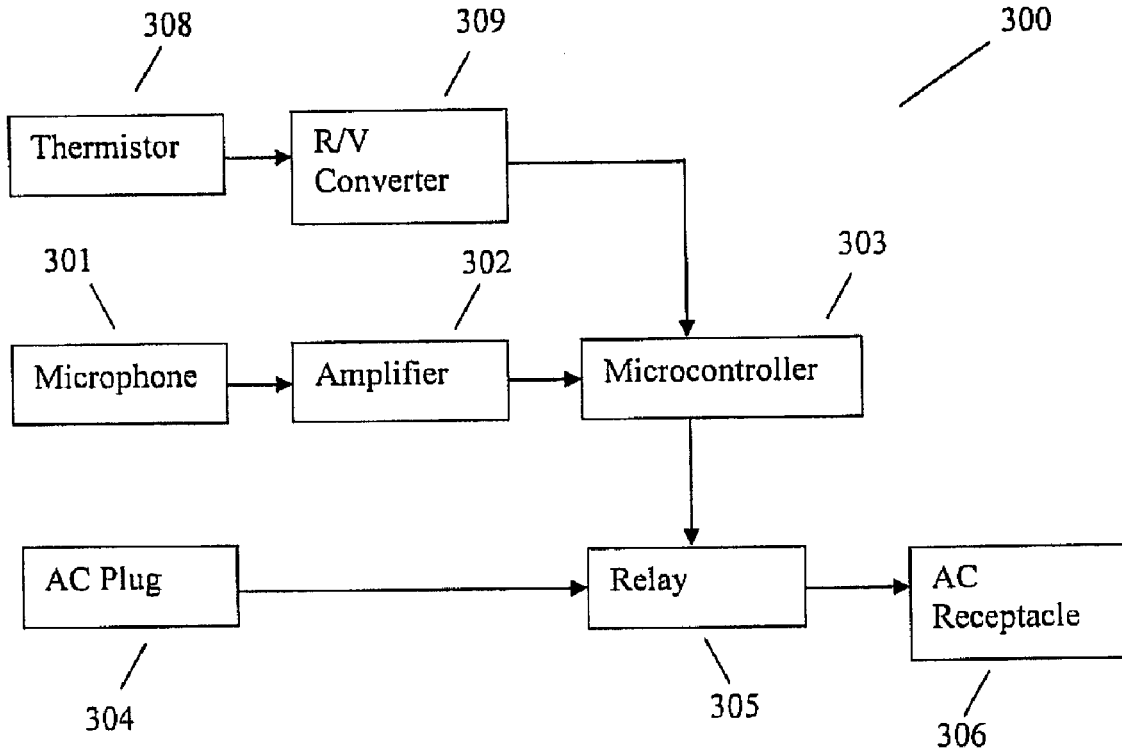 308
309
300
Thermistor
R/V
Converter
301
302
303
Microphone
Amplifier
Microcontroller
AC Plug
Relay
AC
Receptacle
304
305
306